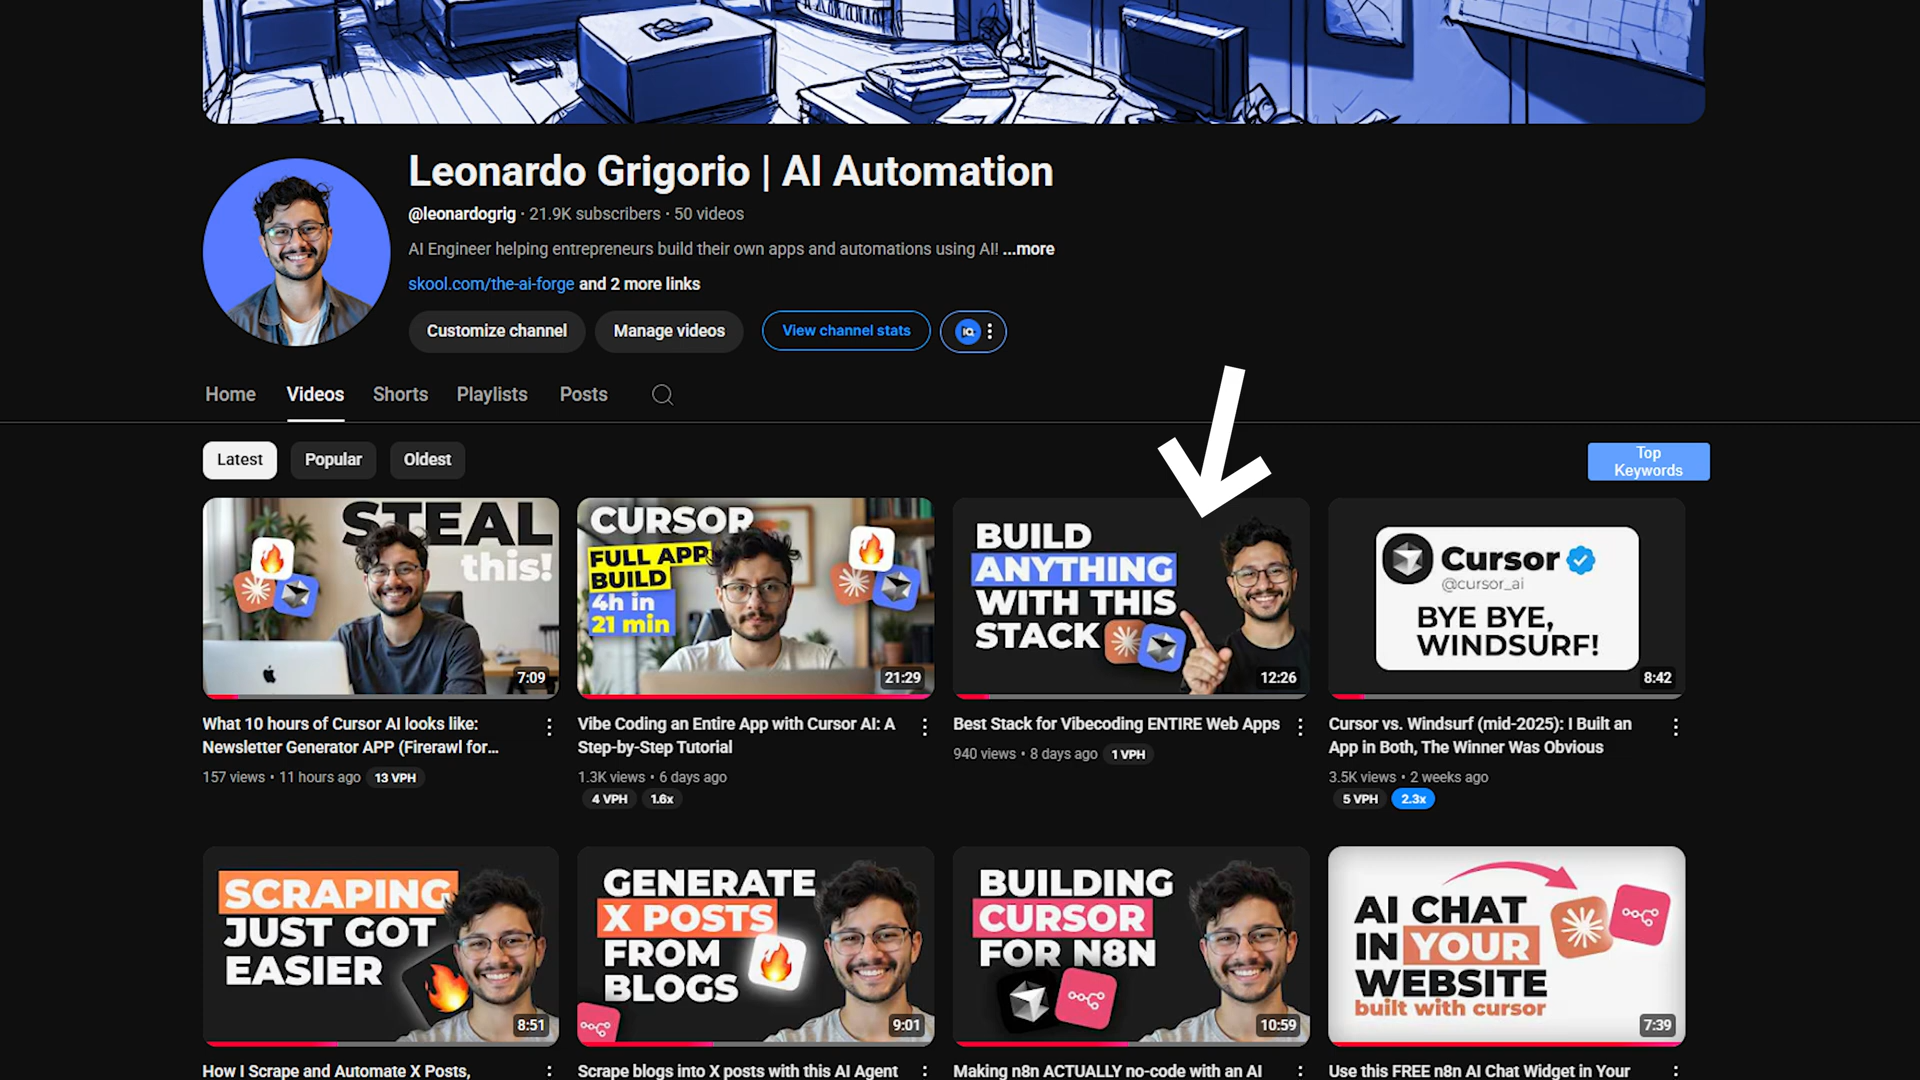 Leonardo Grigorio | AI Automation
@leonardogrig · 21.9K subscribers · 50 videos
AI Engineer helping entrepreneurs build their own apps and automations using AI! ...more
skool.com/the-ai-forge and 2 more links
Customize channel
Manage videos
View channel stats
IQ
Home
Videos
Shorts
Playlists
Posts
Latest
Popular
Oldest
Top
Keywords
STEAL
this!
7:09
What 10 hours of Cursor AI looks like:
Newsletter Generator APP (Firerawl for...
157 views • 11 hours ago
13 VPH
CURSOR
FULL APP
BUILD
4h in
21 min
21:29
Vibe Coding an Entire App with Cursor AI: A
Step-by-Step Tutorial
1.3K views • 6 days ago
4 VPH
1.6x
BUILD
ANYTHING
WITH THIS
STACK
12:26
Best Stack for Vibecoding ENTIRE Web Apps
940 views • 8 days ago
1 VPH
Cursor
@cursor_ai
BYE BYE,
WINDSURF!
8:42
Cursor vs. Windsurf (mid-2025): I Built an
App in Both, The Winner Was Obvious
3.5K views • 2 weeks ago
5 VPH
2.3x
SCRAPING
JUST GOT
EASIER
8:51
How I Scrape and Automate X Posts,
GENERATE
X POSTS
FROM
BLOGS
9:01
Scrape blogs into X posts with this AI Agent
BUILDING
CURSOR
FOR N8N
10:59
Making n8n ACTUALLY no-code with an AI
AI CHAT
IN YOUR
WEBSITE
built with cursor
7:39
Use this FREE n8n AI Chat Widget in Your